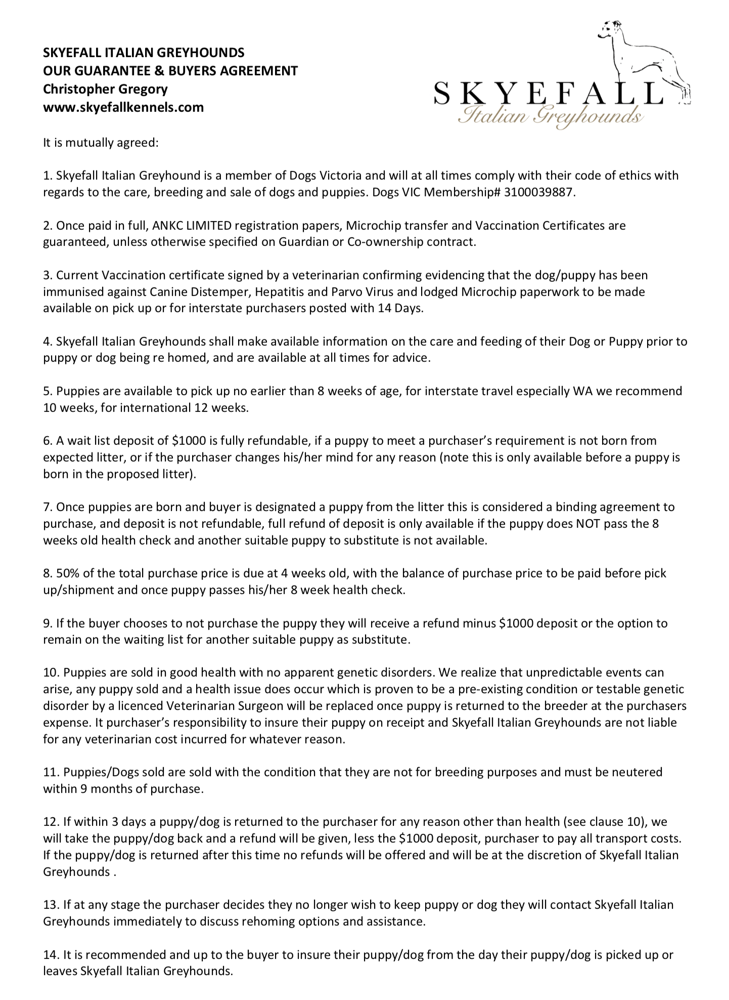 SKYEFALL ITALIAN GREYHOUNDS
OUR GUARANTEE & BUYERS AGREEMENT
Christopher Gregory
www.skyefallkennels.com
SKYEFALL
Italian Greyhounds
It is mutually agreed:
1. Skyefall Italian Greyhound is a member of Dogs Victoria and will at all times comply with their code of ethics with
regards to the care, breeding and sale of dogs and puppies. Dogs VIC Membership# 3100039887.
2. Once paid in full, ANKC LIMITED registration papers, Microchip transfer and Vaccination Certificates are
guaranteed, unless otherwise specified on Guardian or Co-ownership contract.
3. Current Vaccination certificate signed by a veterinarian confirming evidencing that the dog/puppy has been
immunised against Canine Distemper, Hepatitis and Parvo Virus and lodged Microchip paperwork to be made
available on pick up or for interstate purchasers posted with 14 Days.
4. Skyefall Italian Greyhounds shall make available information on the care and feeding of their Dog or Puppy prior to
puppy or dog being re homed, and are available at all times for advice.
5. Puppies are available to pick up no earlier than 8 weeks of age, for interstate travel especially WA we recommend
10 weeks, for international 12 weeks.
6. A wait list deposit of $1000 is fully refundable, if a puppy to meet a purchaser’s requirement is not born from
expected litter, or if the purchaser changes his/her mind for any reason (note this is only available before a puppy is
born in the proposed litter).
7. Once puppies are born and buyer is designated a puppy from the litter this is considered a binding agreement to
purchase, and deposit is not refundable, full refund of deposit is only available if the puppy does NOT pass the 8
weeks old health check and another suitable puppy to substitute is not available.
8. 50% of the total purchase price is due at 4 weeks old, with the balance of purchase price to be paid before pick
up/shipment and once puppy passes his/her 8 week health check.
9. If the buyer chooses to not purchase the puppy they will receive a refund minus $1000 deposit or the option to
remain on the waiting list for another suitable puppy as substitute.
10. Puppies are sold in good health with no apparent genetic disorders. We realize that unpredictable events can
arise, any puppy sold and a health issue does occur which is proven to be a pre-existing condition or testable genetic
disorder by a licenced Veterinarian Surgeon will be replaced once puppy is returned to the breeder at the purchasers
expense. It purchaser’s responsibility to insure their puppy on receipt and Skyefall Italian Greyhounds are not liable
for any veterinarian cost incurred for whatever reason.
11. Puppies/Dogs sold are sold with the condition that they are not for breeding purposes and must be neutered
within 9 months of purchase.
12. If within 3 days a puppy/dog is returned to the purchaser for any reason other than health (see clause 10), we
will take the puppy/dog back and a refund will be given, less the $1000 deposit, purchaser to pay all transport costs.
If the puppy/dog is returned after this time no refunds will be offered and will be at the discretion of Skyefall Italian
Greyhounds .
13. If at any stage the purchaser decides they no longer wish to keep puppy or dog they will contact Skyefall Italian
Greyhounds immediately to discuss rehoming options and assistance.
14. It is recommended and up to the buyer to insure their puppy/dog from the day their puppy/dog is picked up or
leaves Skyefall Italian Greyhounds.